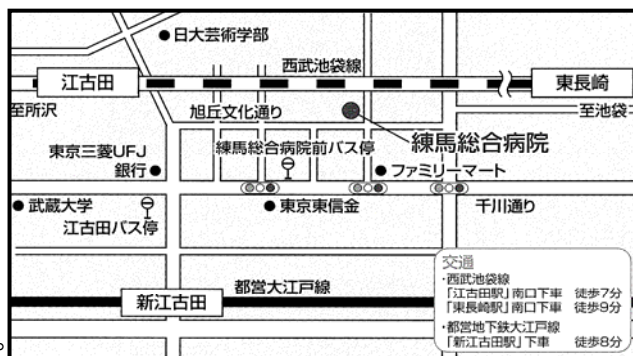 日大芸術学部
西武池袋線
江古田
東長崎
至所沢
旭丘文化通り
至池袋
練馬総合病院
東京三菱UFJ
銀行
練馬総合病院前バス停
ファミリーマート
武蔵大学
江古田バス停
東京東信金
千川通り
都営大江戸線
新江古田
交通
・西武池袋線
「江古田駅」南口下車 徒歩7分
「東長崎駅」南口下車 徒歩9分
・都営地下鉄大江戸線
「新江古田駅」下車 徒歩8分
。